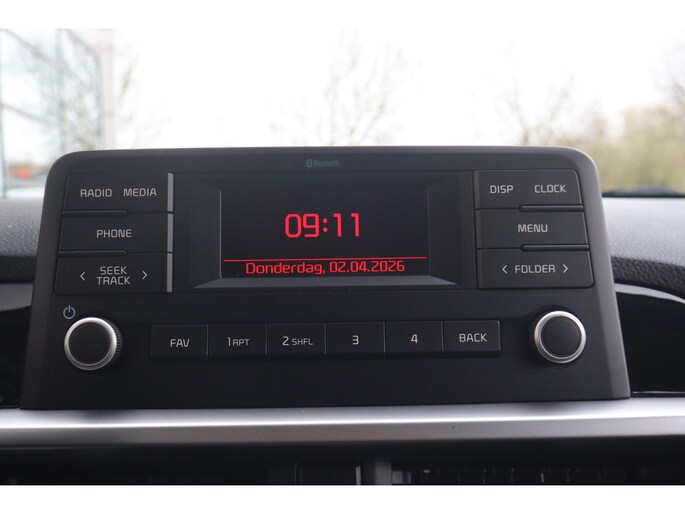 Bluetooth
RADIO MEDIA
PHONE
< SEEK TRACK >
09:11
Donderdag, 02.04.2026
DISP CLOCK
MENU
< FOLDER >
FAV 1 RPT 2 SHFL 3 4 BACK